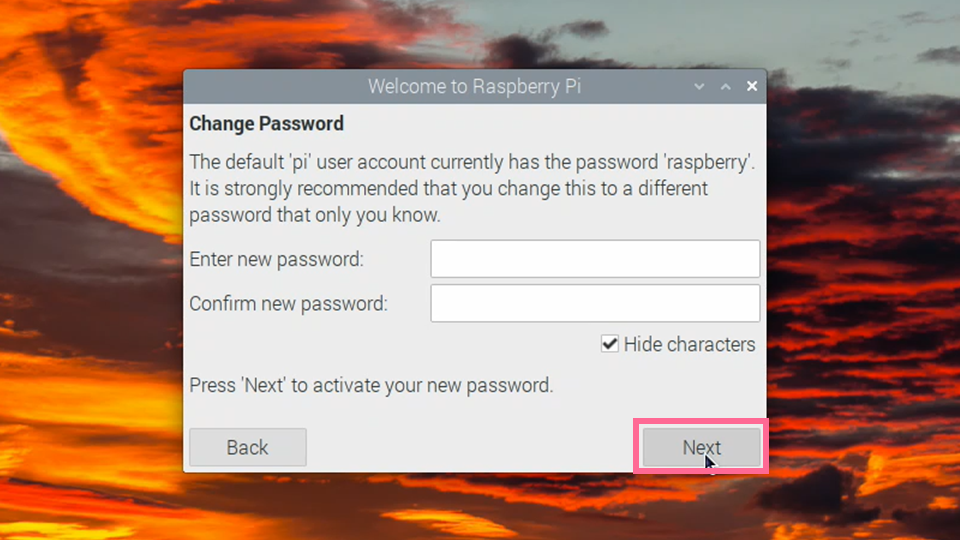 Welcome to Raspberry Pi
Change Password
The default 'pi' user account currently has the password 'raspberry'.
It is strongly recommended that you change this to a different
password that only you know.
Enter new password:
Confirm new password:
Hide characters
Press 'Next' to activate your new password.
Back
Next